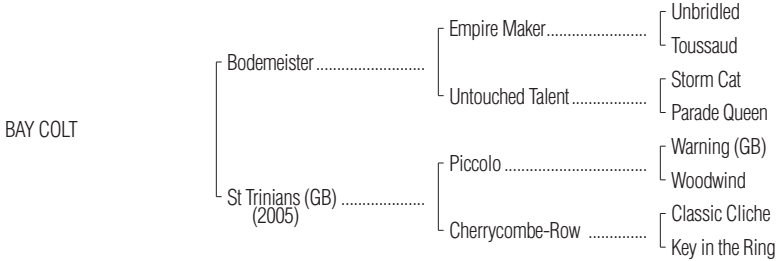 Unbridled
Empire Maker..........................
Toussaud
Bodemeister..........................
Storm Cat
Untouched Talent....................
Parade Queen
BAY COLT
Warning (GB)
Piccolo ....................................
Woodwind
St Trinians (GB) ....................
(2005)
Classic Cliche
Cherrycombe-Row ..............
Key in the Ring